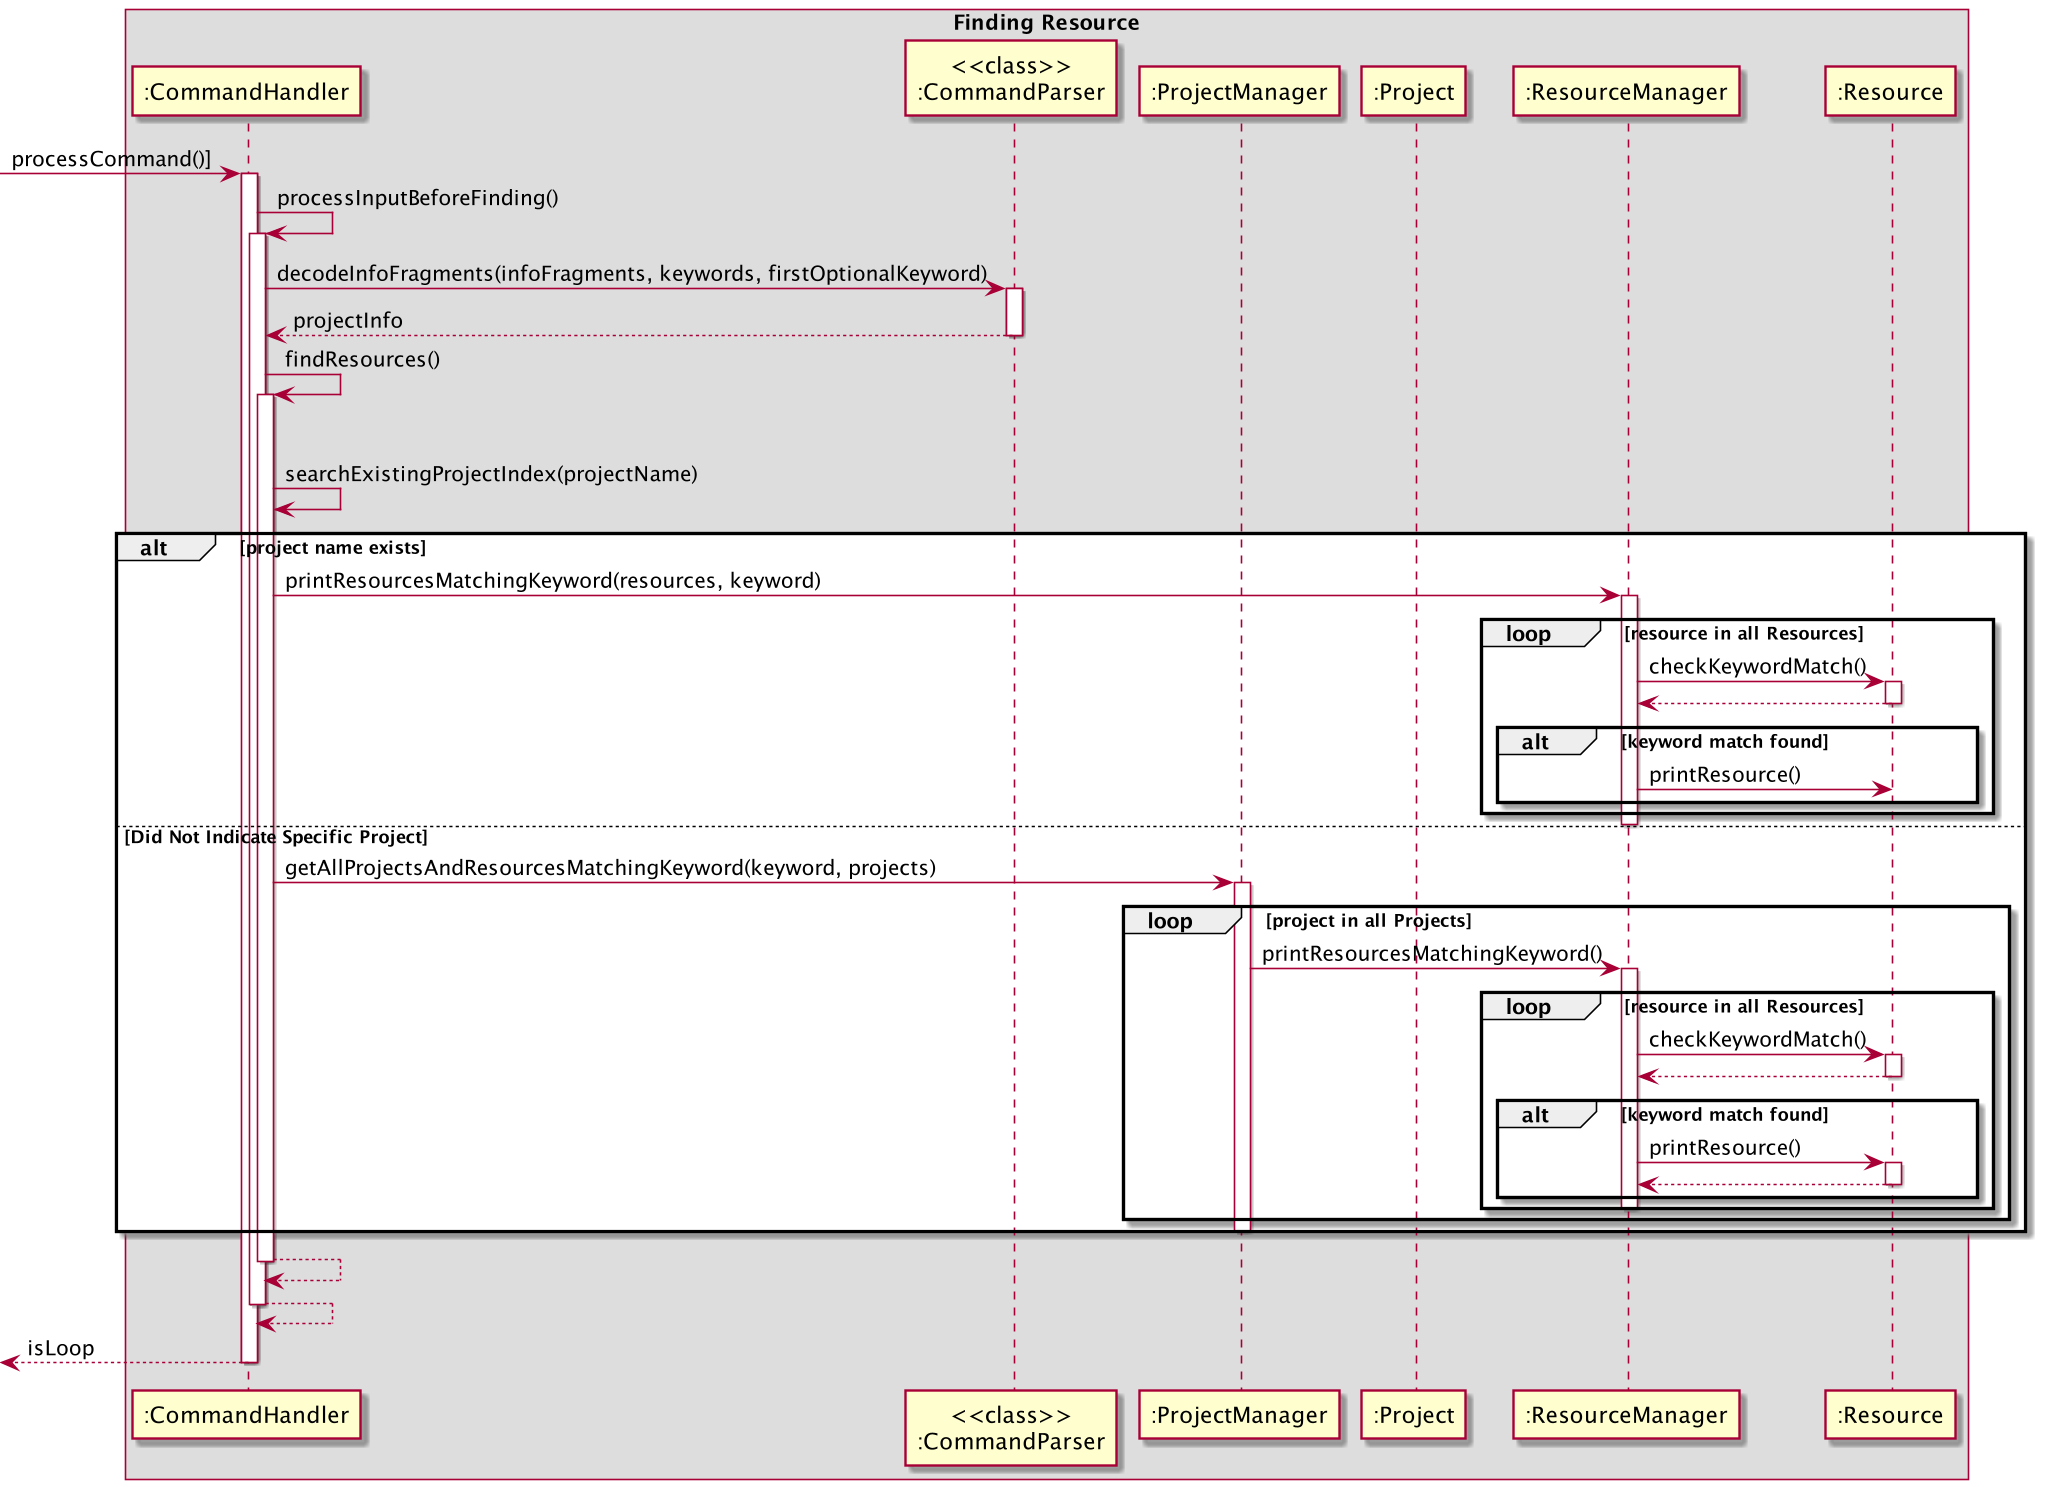 Finding Resource
:CommandHandler
<<class>>
:CommandParser
:ProjectManager
:Project
:ResourceManager
:Resource
processCommand()]
processInputBeforeFinding()
decodeInfoFragments(infoFragments, keywords, firstOptionalKeyword)
projectInfo
findResources()
searchExistingProjectIndex(projectName)
alt [project name exists]
printResourcesMatchingKeyword(resources, keyword)
loop [resource in all Resources]
checkKeywordMatch()
alt [keyword match found]
printResource()
[Did Not Indicate Specific Project]
getAllProjectsAndResourcesMatchingKeyword(keyword, projects)
loop [project in all Projects]
printResourcesMatchingKeyword()
loop [resource in all Resources]
checkKeywordMatch()
alt [keyword match found]
printResource()
isLoop
:CommandHandler
<<class>>
:CommandParser
:ProjectManager
:Project
:ResourceManager
:Resource